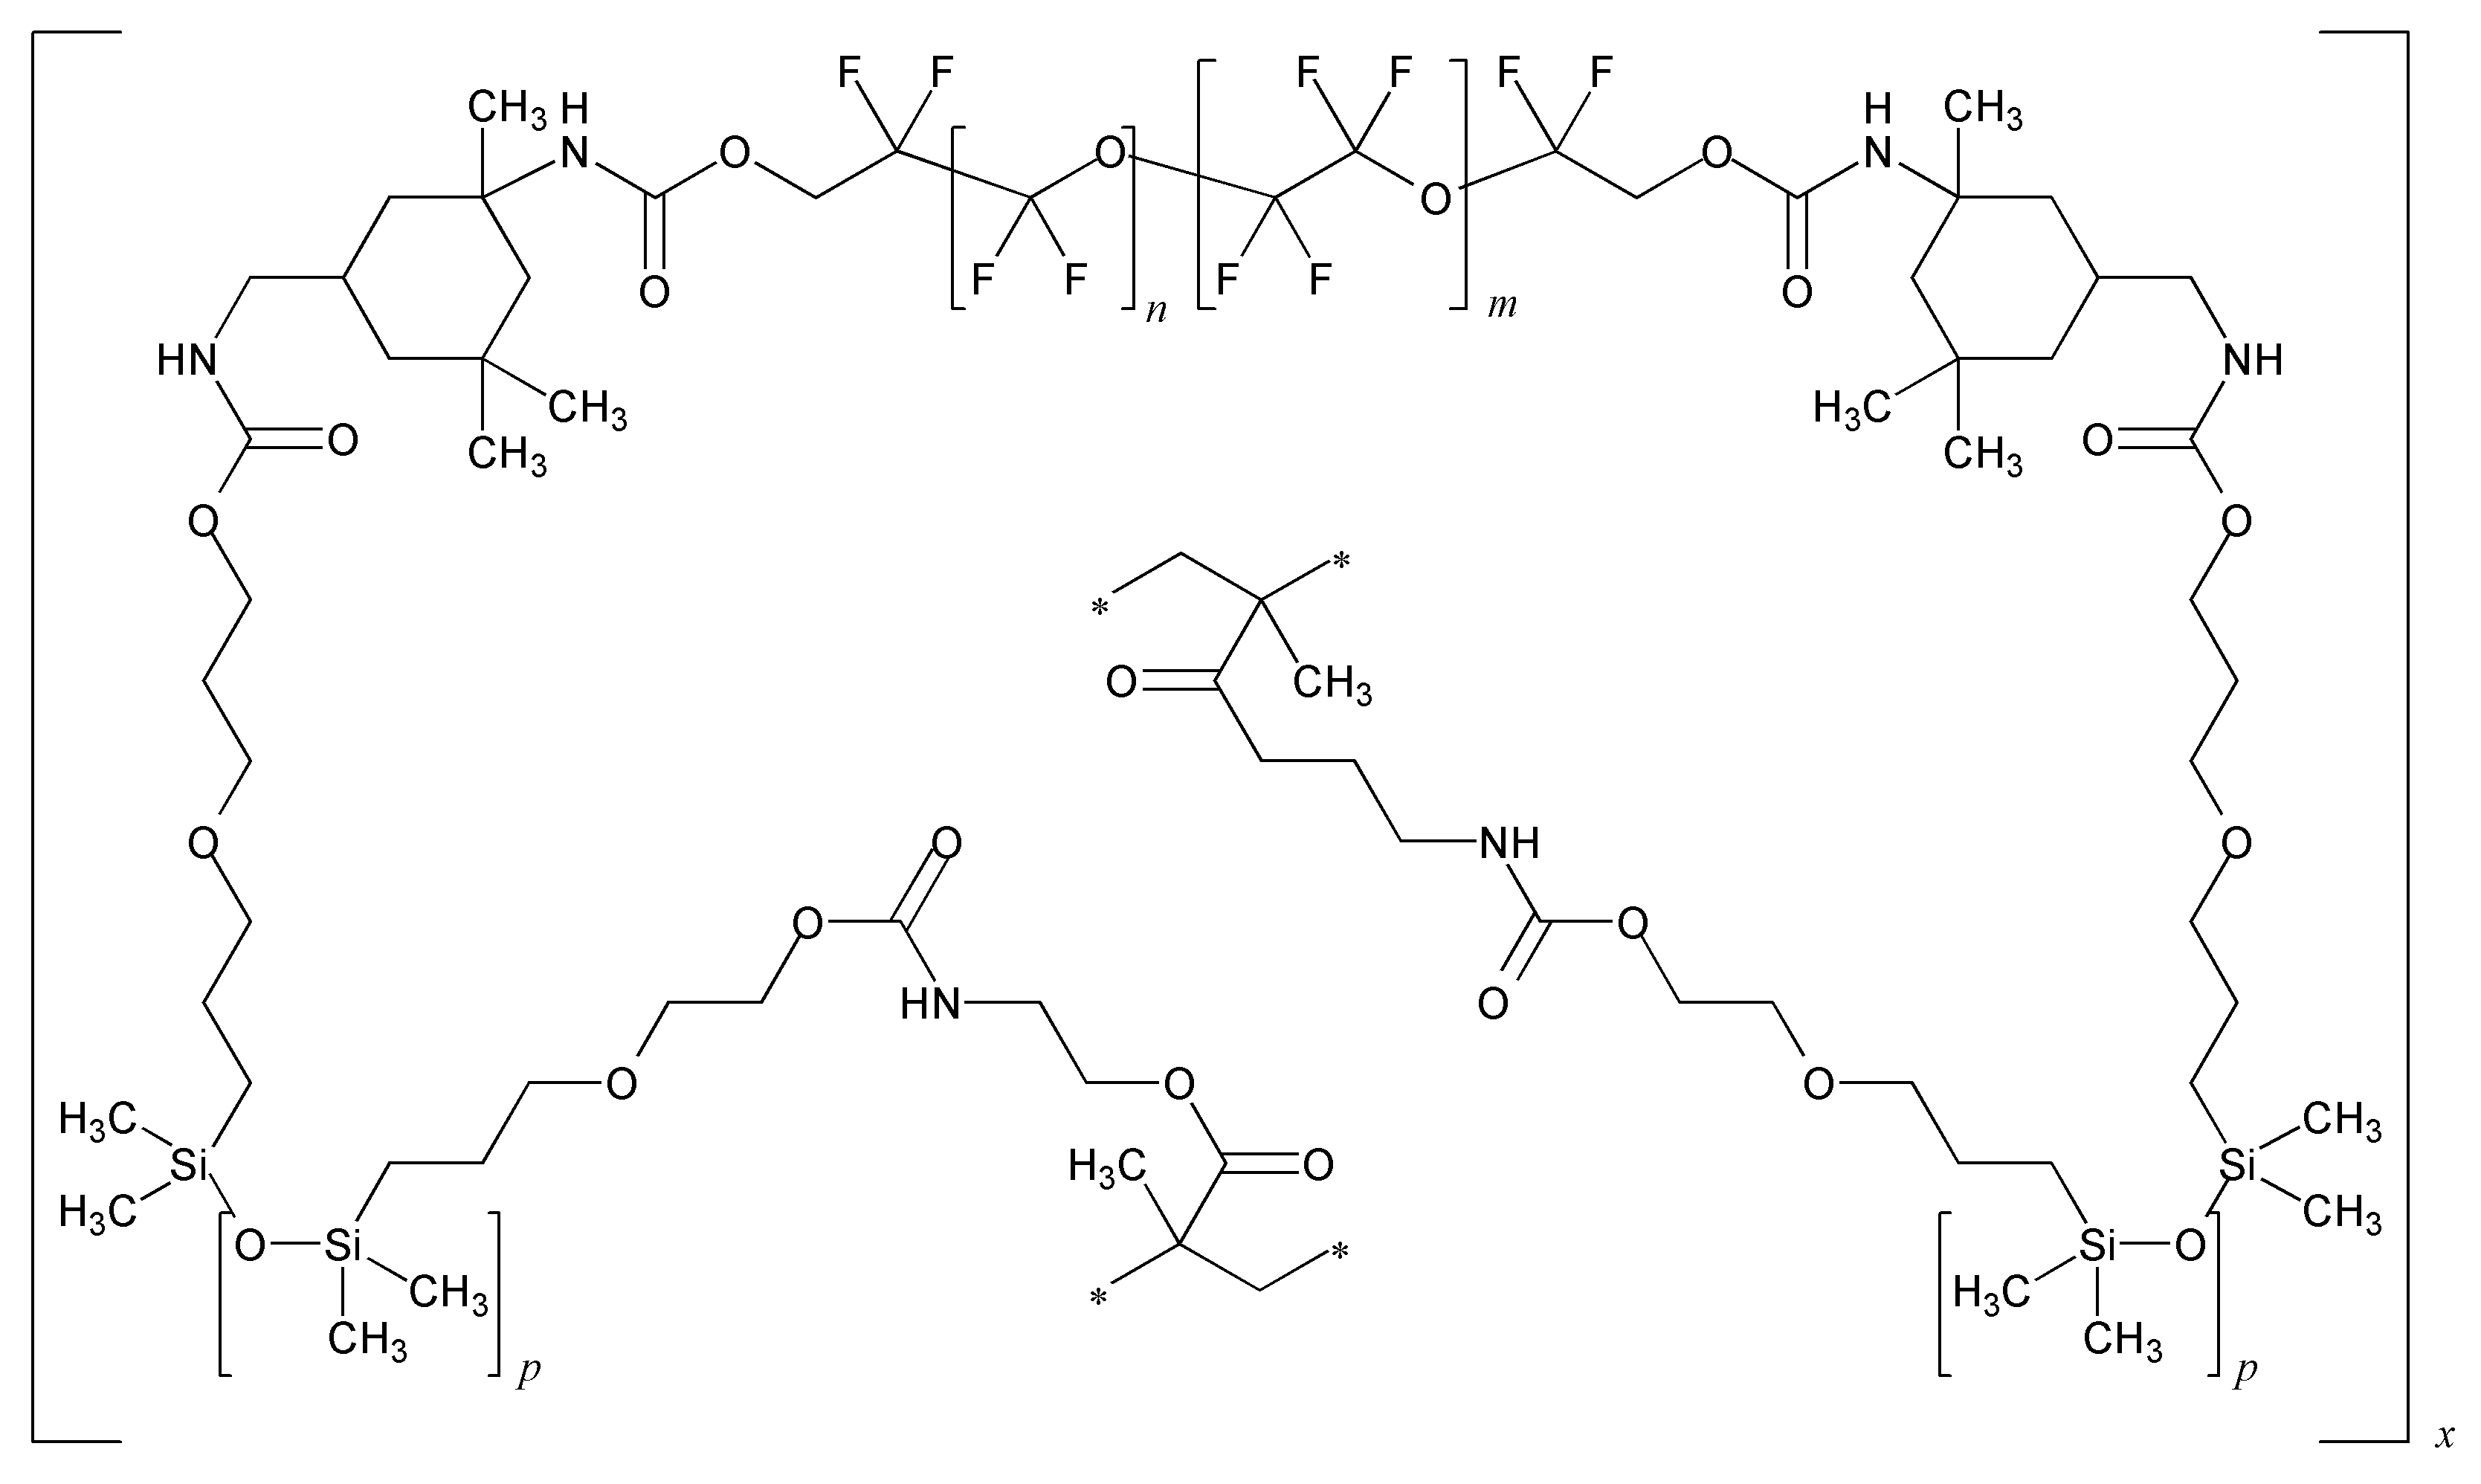 F F F F F F
CH3 H N O O O O H N CH3
F F F F
O n m O
HN NH
CH3 H3C
O CH3 CH3 O
O O
* *
O CH3
O O NH O
O O
HN O
O O O
H3C CH3
Si H3C O Si
H3C CH3
O Si * Si O
CH3 * H3C
CH3 CH3
p p
x